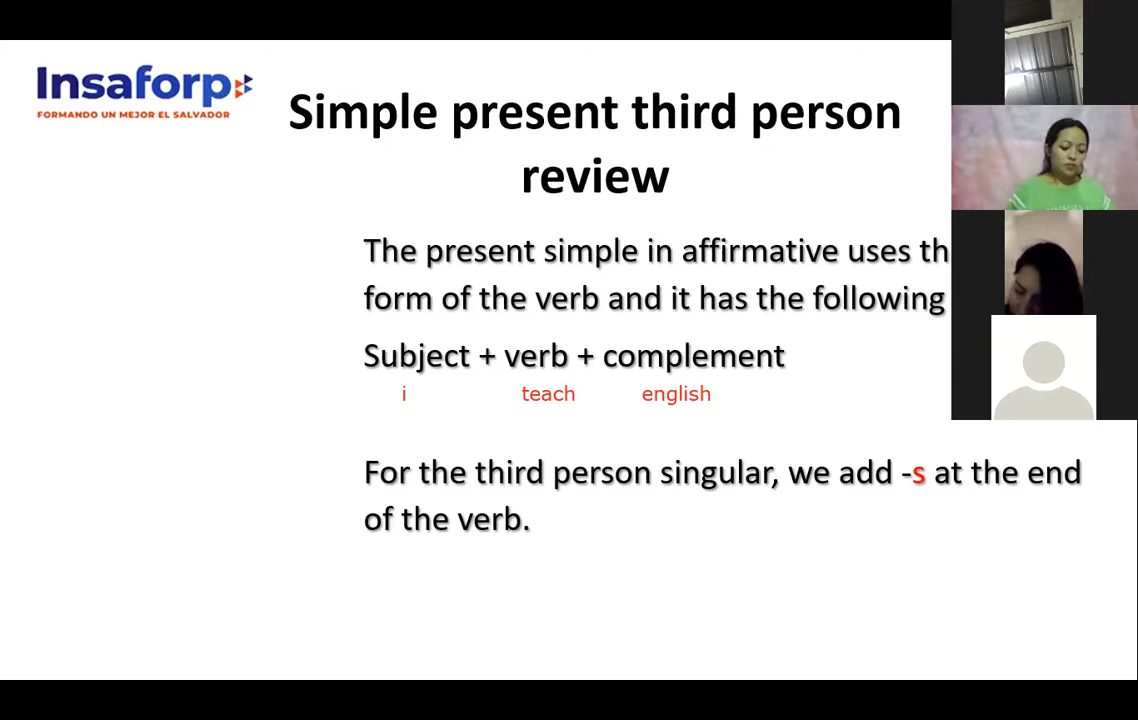 Insaforp
FORMANDO UN MEJOR EL SALVADOR
Simple present third person
review
The present simple in affirmative uses th
form of the verb and it has the following
Subject + verb + complement
i teach english
For the third person singular, we add -s at the end
of the verb.